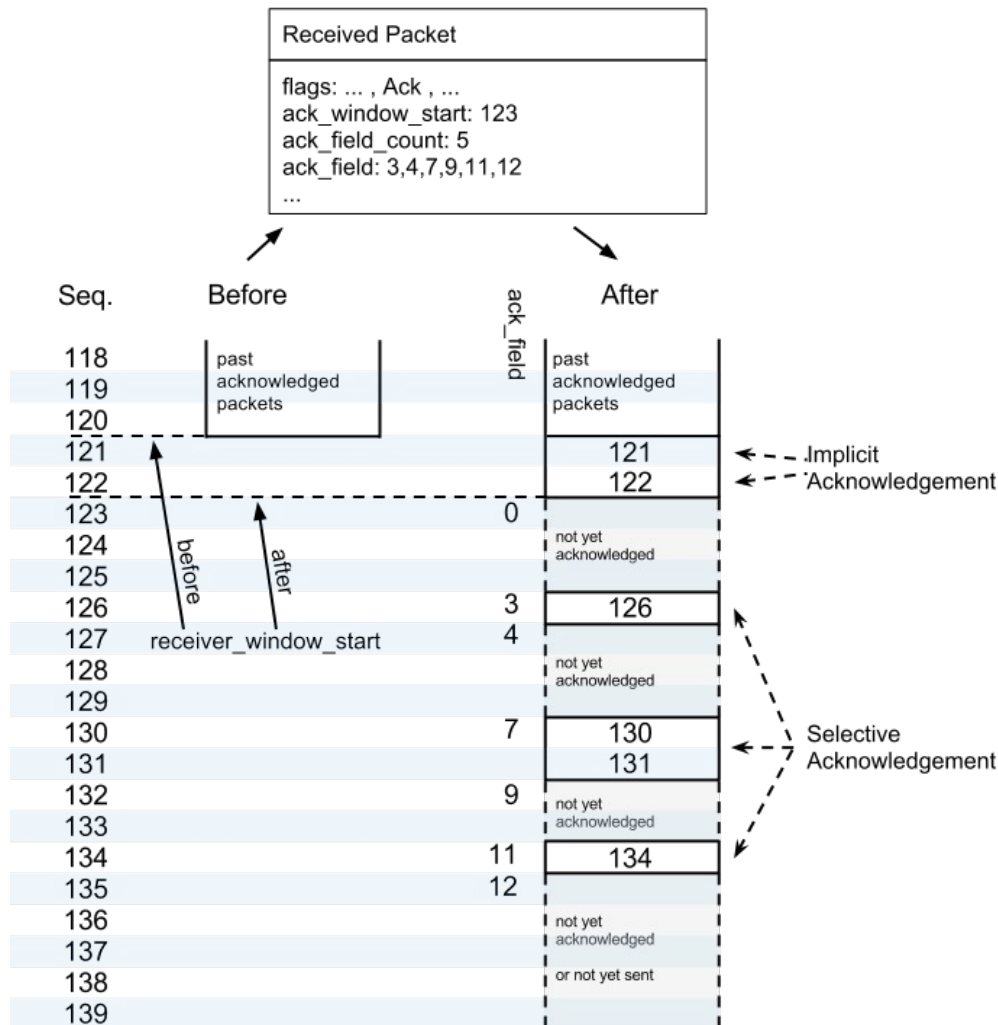 Received Packet
flags: ... , Ack , ...
ack_window_start: 123
ack_field_count: 5
ack_field: 3,4,7,9,11,12
...
Seq.
Before
ack_field
After
118
119
120
121
122
123
124
125
126
127
128
129
130
131
132
133
134
135
136
137
138
139
past
acknowledged
packets
before
after
receiver_window_start
0
3
4
7
9
11
12
past
acknowledged
packets
121
122
not yet
acknowledged
126
not yet
acknowledged
130
131
not yet
acknowledged
134
not yet
acknowledged
or not yet sent
Implicit
Acknowledgement
Selective
Acknowledgement